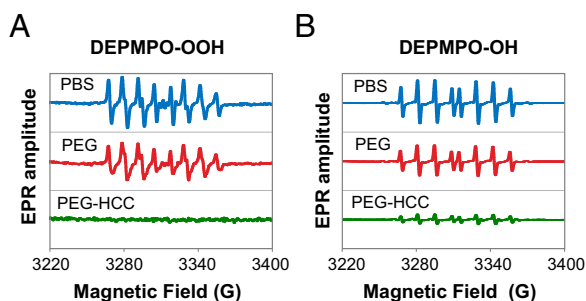 A
DEPMPO-OOH
EPR amplitude
PBS
PEG
PEG-HCC
3220 3280 3340 3400
Magnetic Field (G)
B
DEPMPO-OH
EPR amplitude
PBS
PEG
PEG-HCC
3220 3280 3340 3400
Magnetic Field (G)